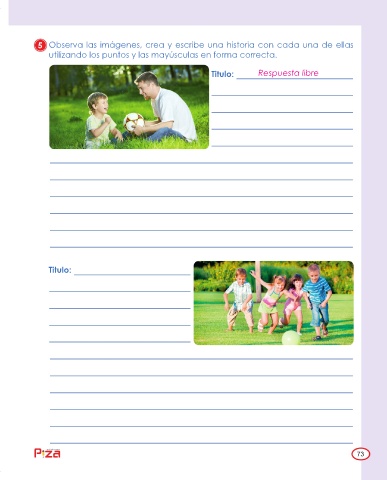 5 Observa las imágenes, crea y escribe una historia con cada una de ellas
utilizando los puntos y las mayúsculas en forma correcta.
Título: Respuesta libre
Título:
P1za
73